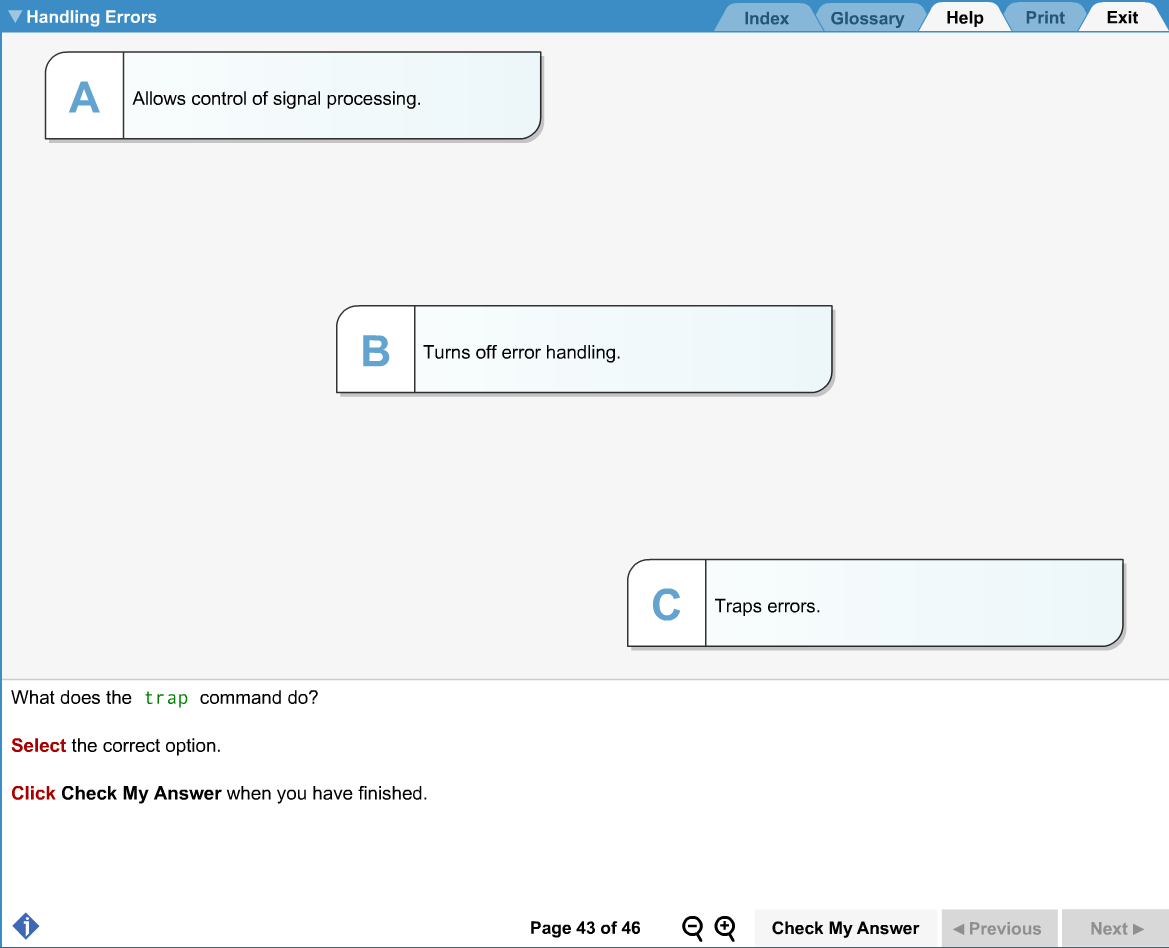 Handling Errors
Index
Glossary
Help
Print
Exit
A
Allows control of signal processing.
B
Turns off error handling.
C
Traps errors.
What does the trap command do?
Select the correct option.
Click Check My Answer when you have finished.
i
Page 43 of 46
Check My Answer
Previous
Next